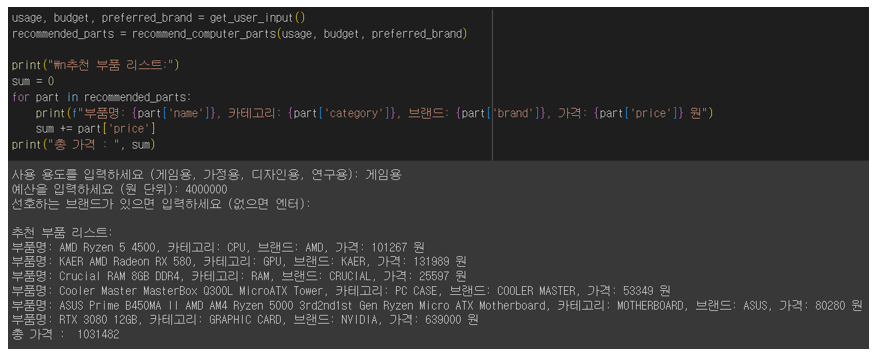 usage, budget, preferred_brand = get_user_input()
recommended_parts = recommend_computer_parts(usage, budget, preferred_brand)
print("₩n추천 부품 리스트:")
sum = 0
for part in recommended_parts:
    print(f"부품명: {part['name']}, 카테고리: {part['category']}, 브랜드: {part['brand']}, 가격: {part['price']} 원")
    sum += part['price']
print("총 가격 : ", sum)
사용 용도를 입력하세요 (게임용, 가정용, 디자인용, 연구용): 게임용
예산을 입력하세요 (원 단위): 4000000
선호하는 브랜드가 있으면 입력하세요 (없으면 엔터):
추천 부품 리스트:
부품명: AMD Ryzen 5 4500, 카테고리: CPU, 브랜드: AMD, 가격: 101267 원
부품명: KAER AMD Radeon RX 580, 카테고리: GPU, 브랜드: KAER, 가격: 131989 원
부품명: Crucial RAM 8GB DDR4, 카테고리: RAM, 브랜드: CRUCIAL, 가격: 25597 원
부품명: Cooler Master MasterBox Q300L MicroATX Tower, 카테고리: PC CASE, 브랜드: COOLER MASTER, 가격: 53349 원
부품명: ASUS Prime B450MA II AMD AM4 Ryzen 5000 3rd2nd1st Gen Ryzen Micro ATX Motherboard, 카테고리: MOTHERBOARD, 브랜드: ASUS, 가격: 80280 원
부품명: RTX 3080 12GB, 카테고리: GRAPHIC CARD, 브랜드: NVIDIA, 가격: 639000 원
총 가격 :  1031482